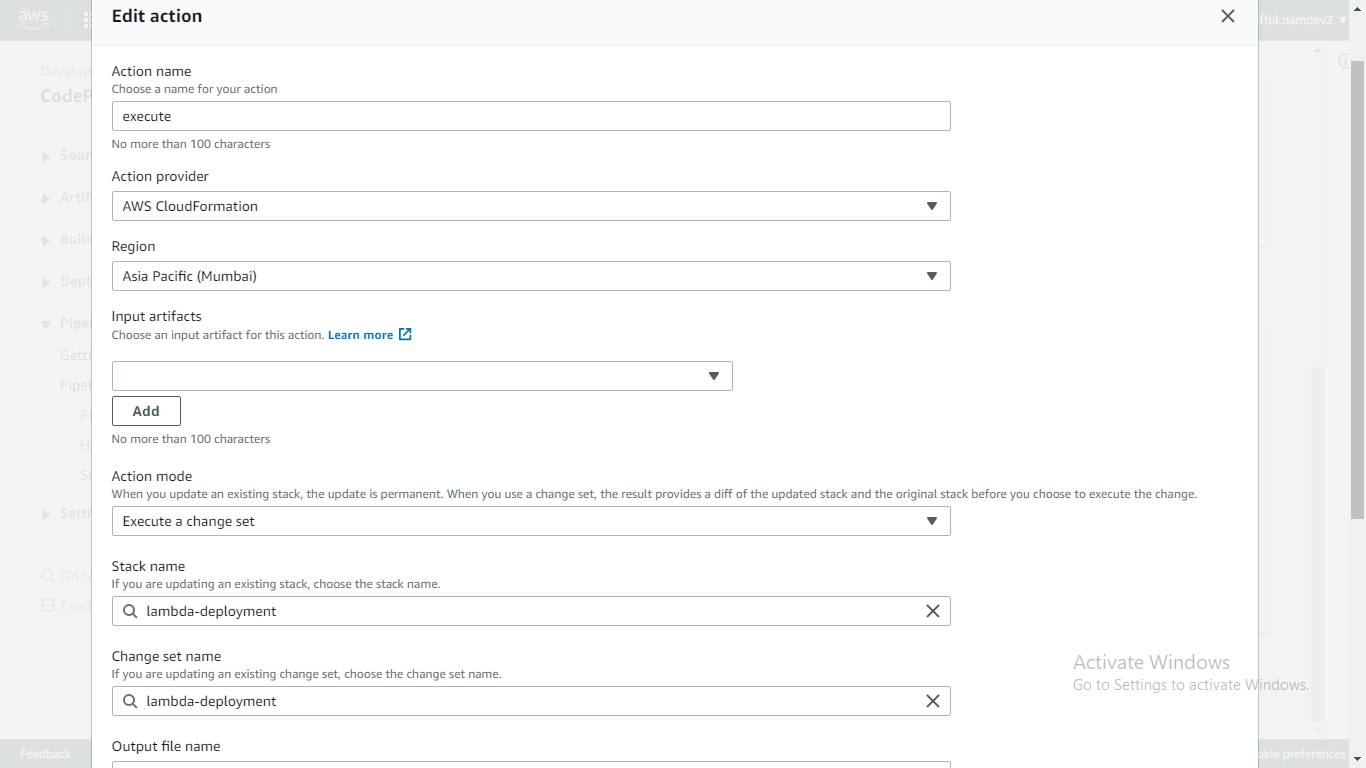 aws
Edit action
fful.namdev2
Develop
CodeP
Sour
Artif
Build
Depl
Pipel
Getti
Pipel
Setti
Go to
Feed
Action name
Choose a name for your action
execute
No more than 100 characters
Action provider
AWS CloudFormation
Region
Asia Pacific (Mumbai)
Input artifacts
Choose an input artifact for this action. Learn more
Add
No more than 100 characters
Action mode
When you update an existing stack, the update is permanent. When you use a change set, the result provides a diff of the updated stack and the original stack before you choose to execute the change.
Execute a change set
Stack name
If you are updating an existing stack, choose the stack name.
lambda-deployment
Change set name
If you are updating an existing change set, choose the change set name.
lambda-deployment
Output file name
Activate Windows
Go to Settings to activate Windows.
Feedback
okie preferences